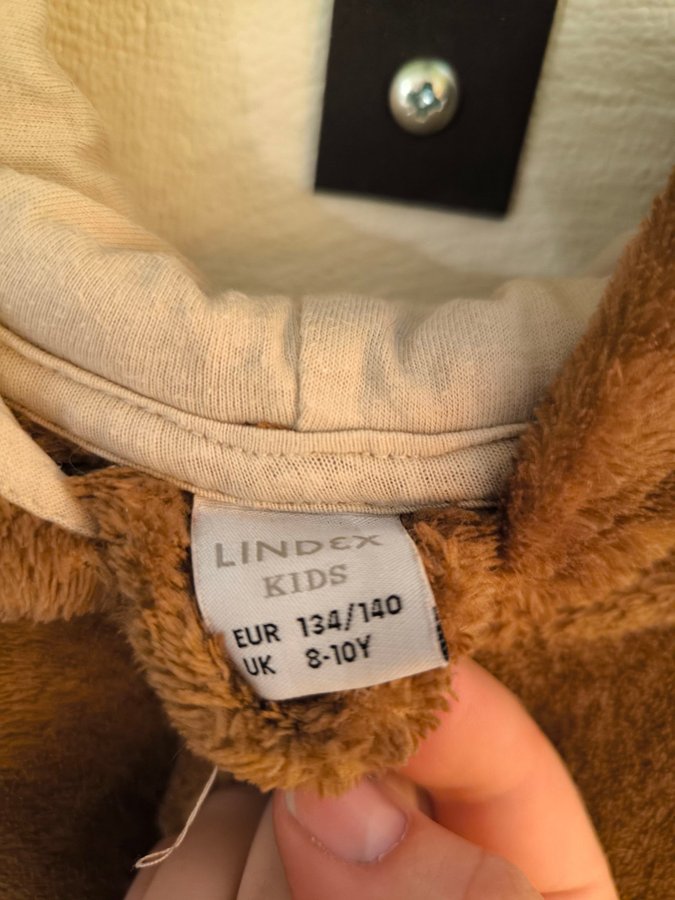 LINDEX
KIDS
EUR 134/140
UK 8-10Y